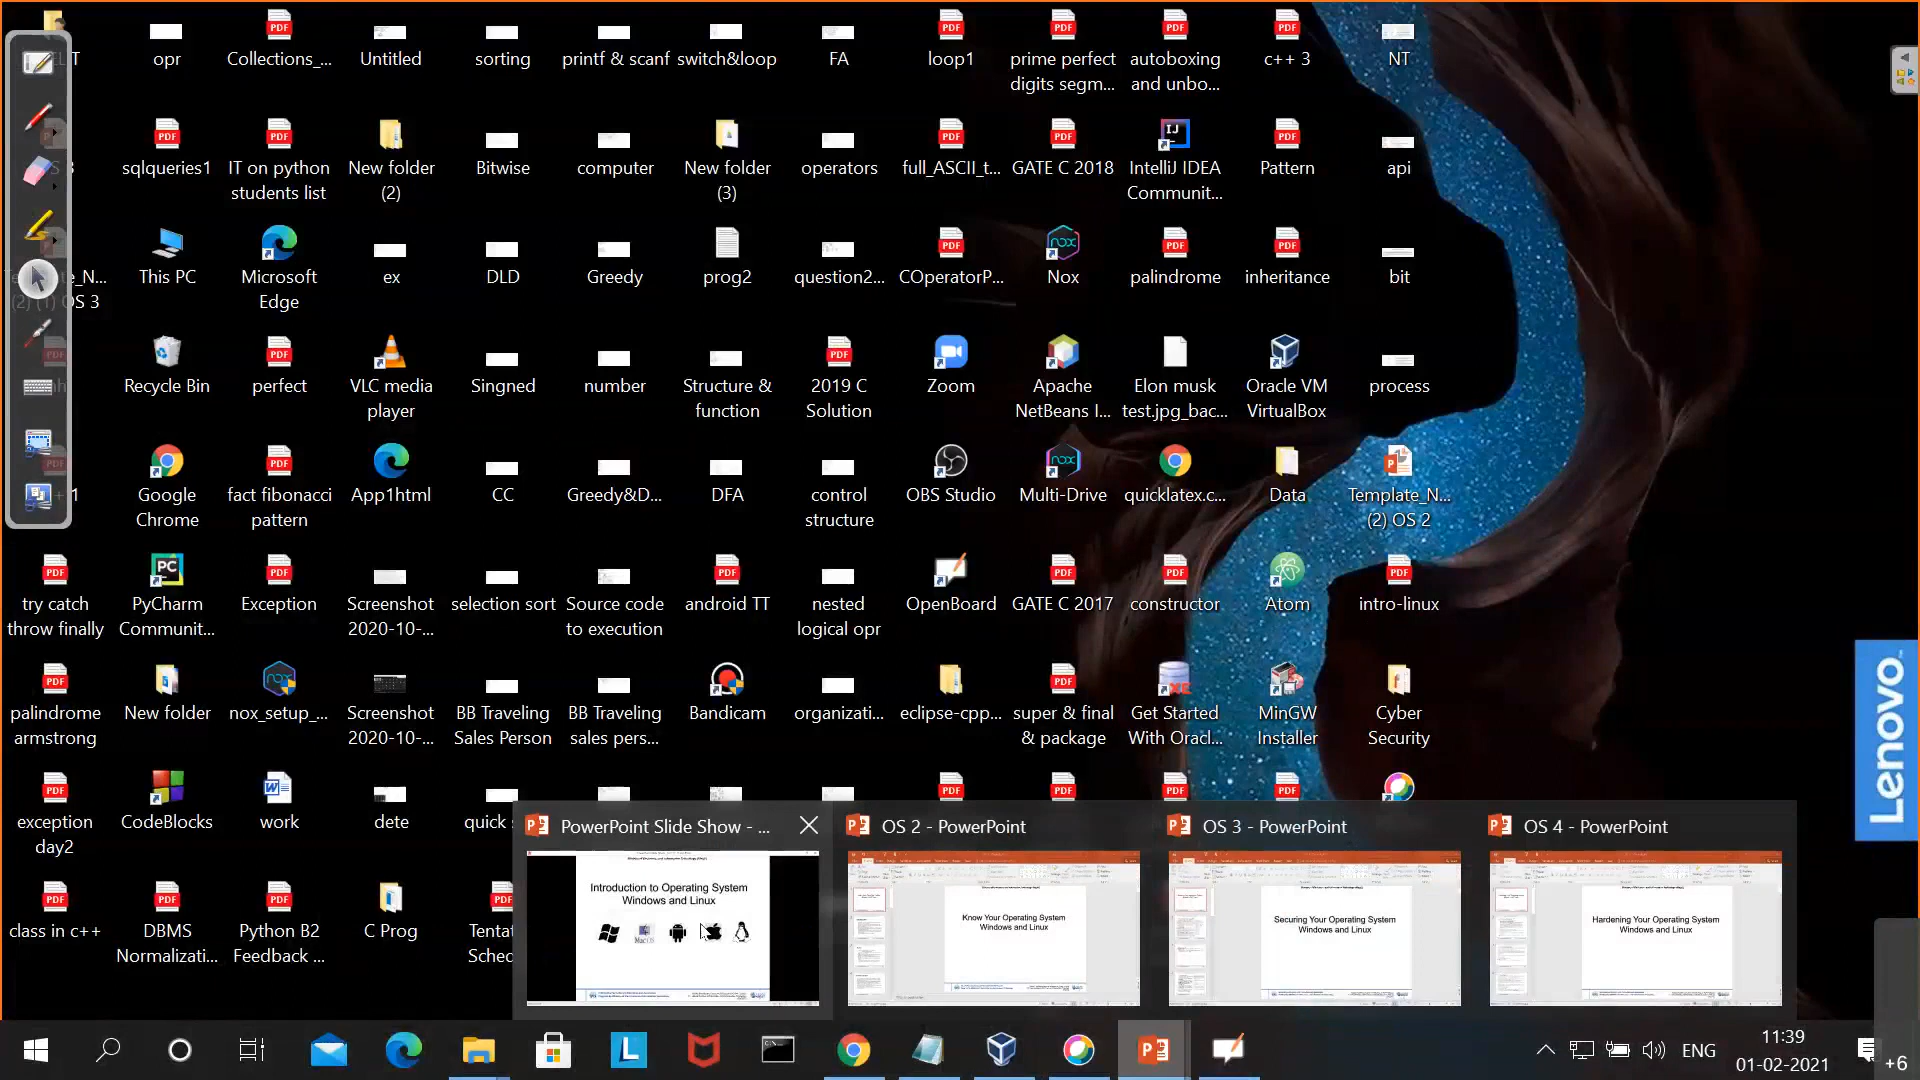 opr
Collections_...
Untitled
sorting
printf & scanf
switch&loop
FA
loop1
prime perfect
digits segm...
autoboxing
and unbo...
c++ 3
NT
sqlqueries1
IT on python
students list
New folder
(2)
Bitwise
computer
New folder
(3)
operators
full_ASCII_t...
GATE C 2018
IntelliJ IDEA
Communit...
Pattern
api
This PC
Microsoft
Edge
ex
DLD
Greedy
prog2
question2...
COperatorP...
Nox
palindrome
inheritance
bit
(2) (1) OS 3
Recycle Bin
perfect
VLC media
player
Singned
number
Structure &
function
2019 C
Solution
Zoom
Apache
NetBeans I...
Elon musk
test.jpg_bac...
Oracle VM
VirtualBox
process
Google
Chrome
fact fibonacci
pattern
App1html
CC
Greedy&D...
DFA
control
structure
OBS Studio
Multi-Drive
quicklatex.c...
Data
Template_N...
(2) OS 2
try catch
throw finally
PyCharm
Communit...
Exception
Screenshot
2020-10-...
selection sort
Source code
to execution
android TT
nested
logical opr
OpenBoard
GATE C 2017
constructor
Atom
intro-linux
palindrome
armstrong
New folder
nox_setup_...
Screenshot
2020-10-...
BB Traveling
Sales Person
BB Traveling
sales pers...
Bandicam
organizati...
eclipse-cpp...
super & final
& package
Get Started
With Oracl...
MinGW
Installer
Cyber
Security
Lenovo
exception
day2
CodeBlocks
work
dete
quick
class in c++
DBMS
Normalizati...
Python B2
Feedback ...
C Prog
Tentat
Sched
PowerPoint Slide Show - ...
Introduction to Operating System
Windows and Linux
OS 2 - PowerPoint
Know Your Operating System
Windows and Linux
OS 3 - PowerPoint
Securing Your Operating System
Windows and Linux
OS 4 - PowerPoint
Hardening Your Operating System
Windows and Linux
ENG
11:39
01-02-2021
+6